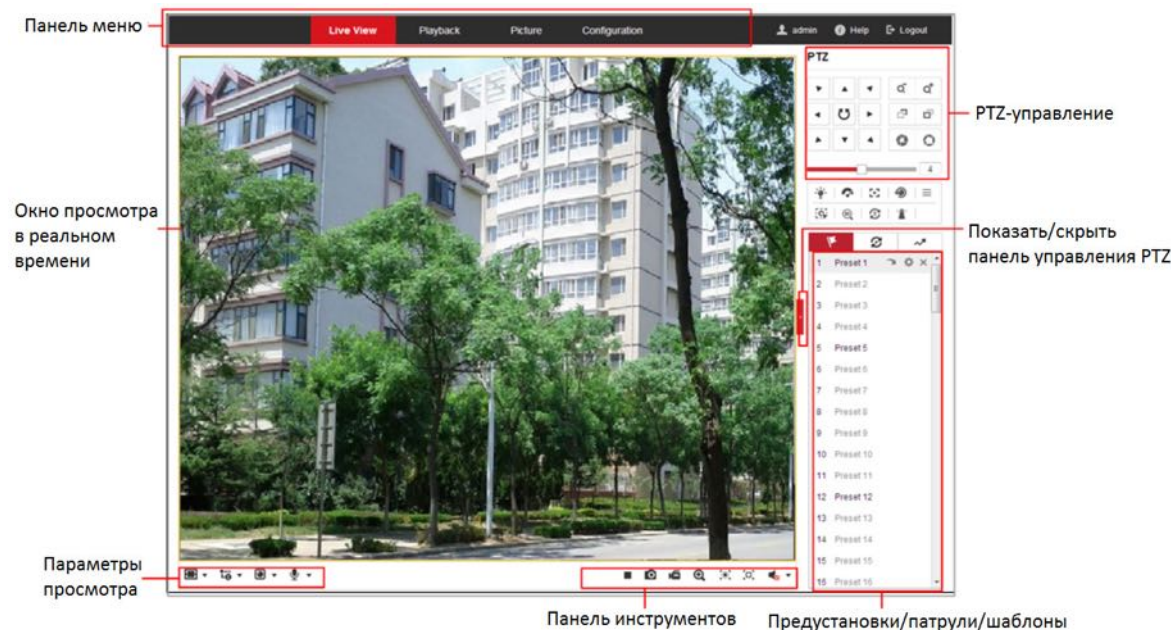 Панель меню
Live View
Playback
Picture
Configuration
admin
Help
Logout
PTZ
PTZ-управление
4
Окно просмотра
в реальном
времени
Показать/скрыть
панель управления PTZ
1 Preset 1
2 Preset 2
3 Preset 3
4 Preset 4
5 Preset 5
6 Preset 6
7 Preset 7
8 Preset 8
9 Preset 9
10 Preset 10
11 Preset 11
12 Preset 12
13 Preset 13
14 Preset 14
15 Preset 15
16 Preset 16
Параметры
просмотра
Панель инструментов
Предустановки/патрули/шаблоны